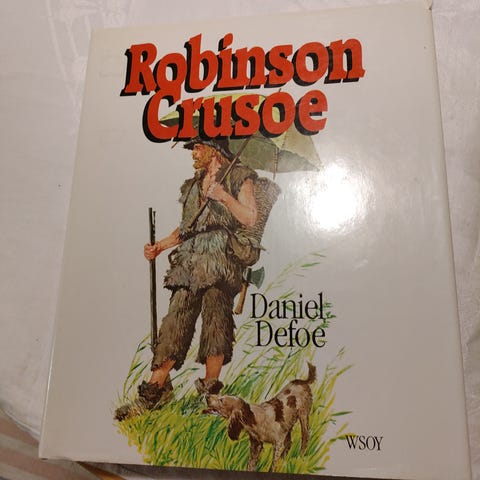 Robinson
Crusoe
Daniel
Defoe
WSOY